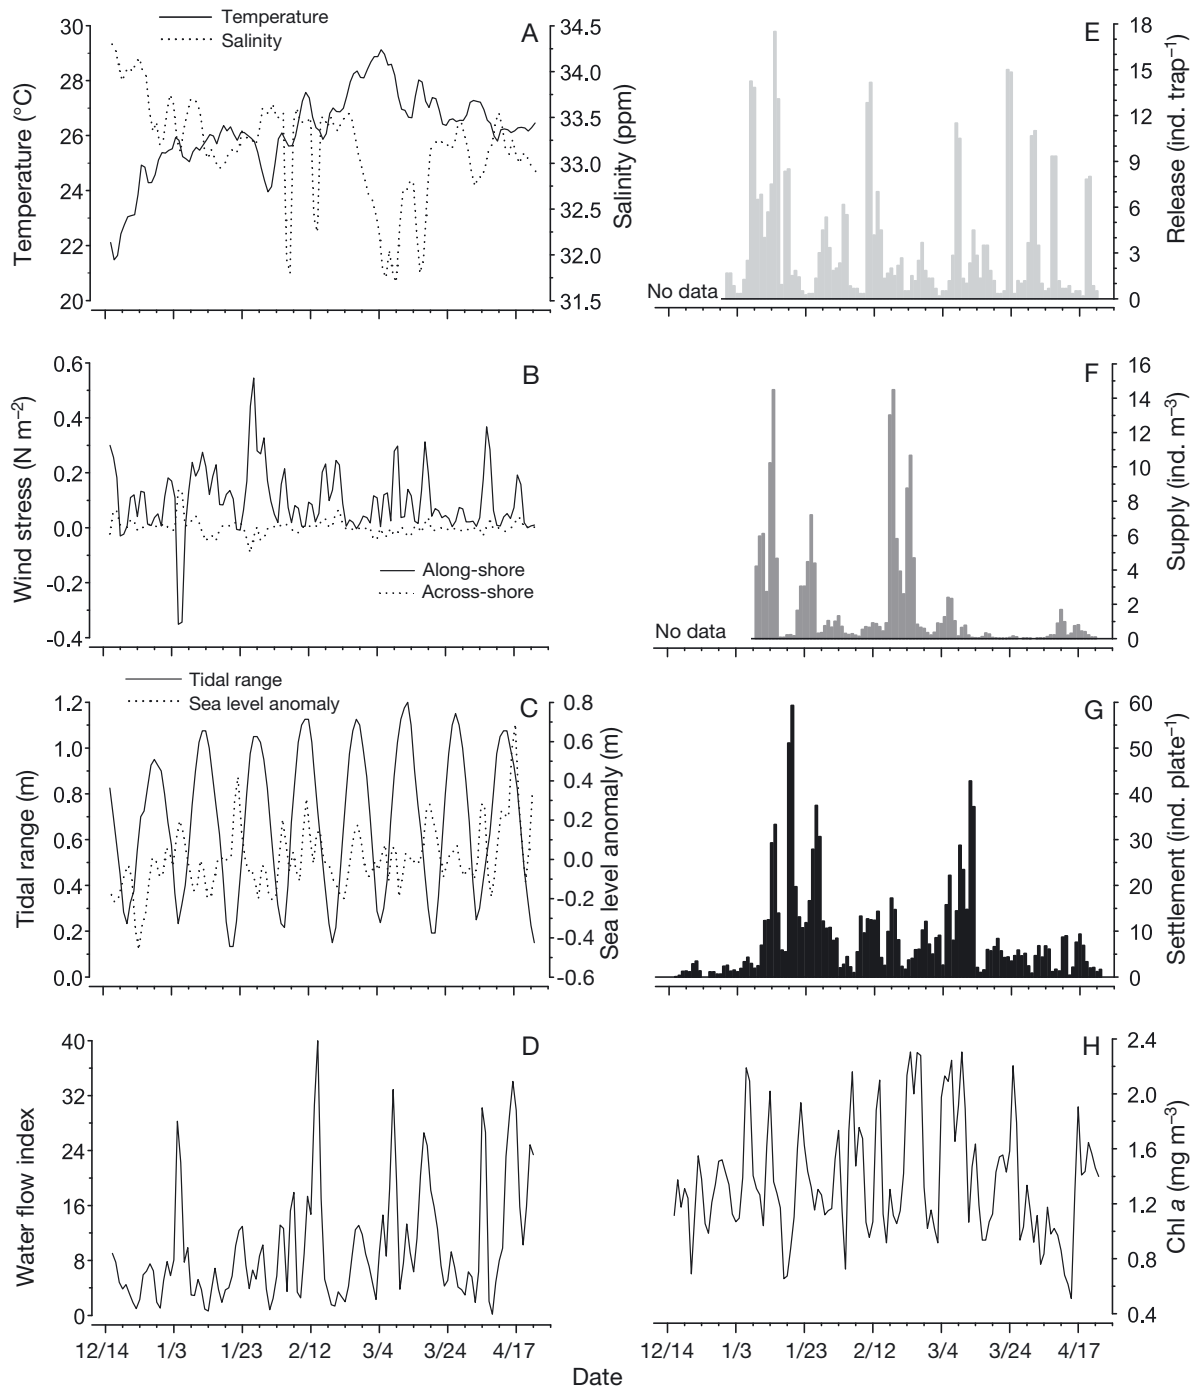 Temperature
Salinity
A
30
28
26
24
22
20
Temperature (°C)
34.5
34.0
33.5
33.0
32.5
32.0
31.5
Salinity (ppm)
E
18
15
12
9
6
3
0
Release (ind. trap–1)
No data
B
0.6
0.4
0.2
0.0
-0.2
-0.4
Wind stress (N m–2)
Along-shore
Across-shore
F
16
14
12
10
8
6
4
2
0
Supply (ind. m–3)
No data
Tidal range
Sea level anomaly
C
1.2
1.0
0.8
0.6
0.4
0.2
0.0
Tidal range (m)
0.8
0.6
0.4
0.2
0.0
-0.2
-0.4
-0.6
Sea level anomaly (m)
G
60
50
40
30
20
10
0
Settlement (ind. plate–1)
D
40
32
24
16
8
0
Water flow index
12/14 1/3 1/23 2/12 3/4 3/24 4/17
H
2.4
2.0
1.6
1.2
0.8
0.4
Chl a (mg m–3)
12/14 1/3 1/23 2/12 3/4 3/24 4/17
Date